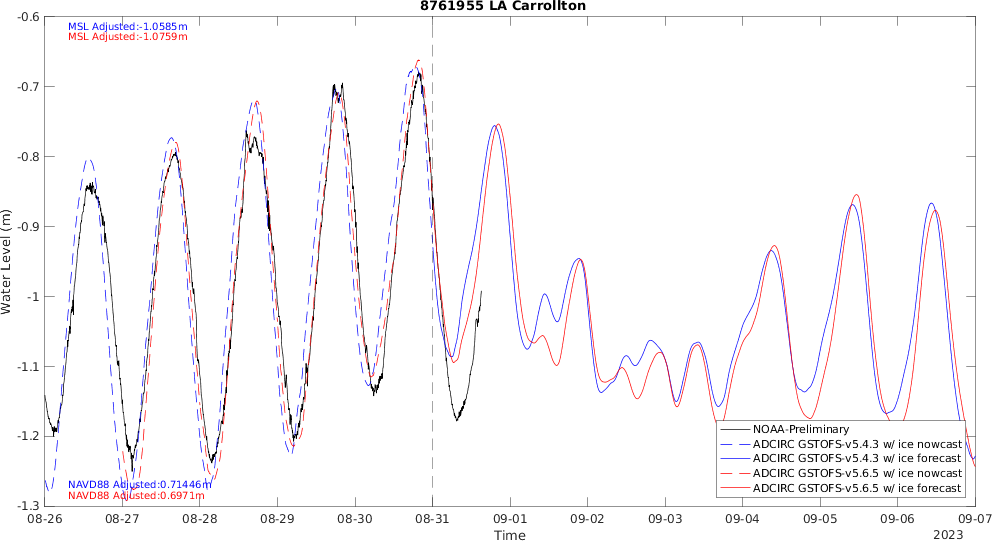 8761955 LA Carrollton
MSL Adjusted:-1.0585m
MSL Adjusted:-1.0759m
Water Level (m)
-0.6
-0.7
-0.8
-0.9
-1
-1.1
-1.2
-1.3
NAVD88 Adjusted:0.71446m
NAVD88 Adjusted:0.6971m
NOAA-Preliminary
ADCIRC GSTOFS-v5.4.3 w/ ice nowcast
ADCIRC GSTOFS-v5.4.3 w/ ice forecast
ADCIRC GSTOFS-v5.6.5 w/ ice nowcast
ADCIRC GSTOFS-v5.6.5 w/ ice forecast
08-26 08-27 08-28 08-29 08-30 08-31 09-01 09-02 09-03 09-04 09-05 09-06 09-07
Time
2023